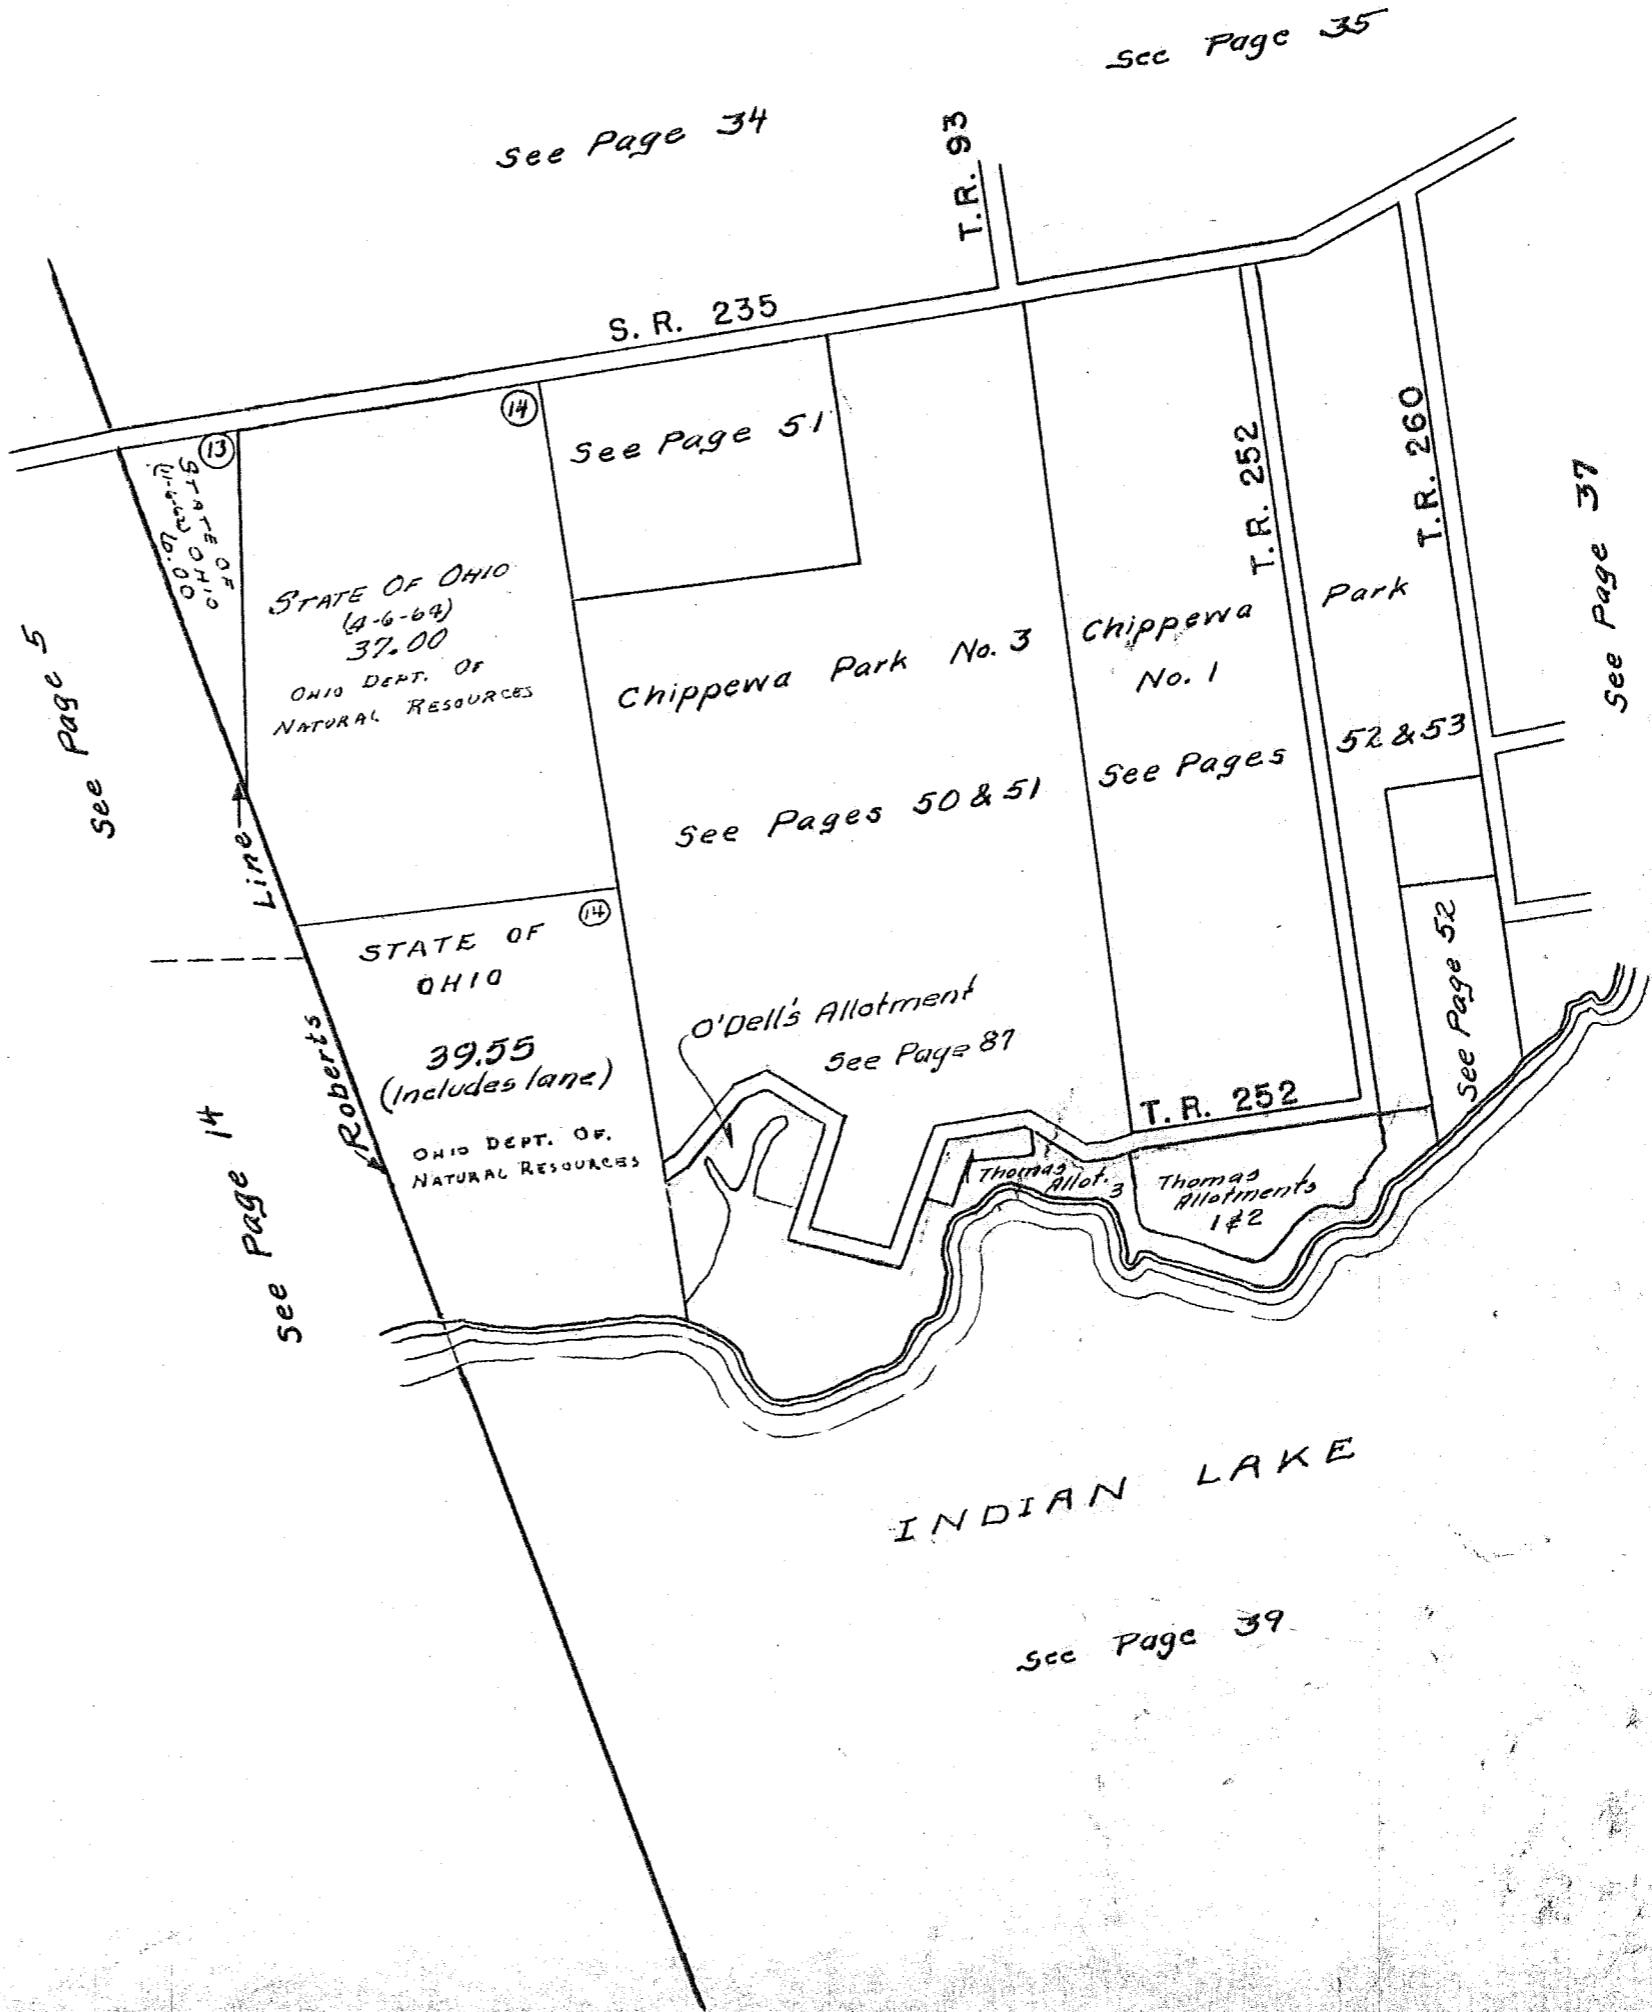 See Page 35
See Page 34
T.R. 93
S. R. 235
13
14
STATE OF
OHIO
6.00
STATE OF OHIO
37.00
OHIO DEPT. OF
NATURAL RESOURCES
See Page 51
T.R. 252
T.R. 260
See Page 37
See Page 5
Chippewa Park No. 3
See Pages 50 & 51
Chippewa Park
No. 1
See Pages 52 & 53
Line
14
STATE OF
OHIO
39.55
(Includes lane)
OHIO DEPT. OF.
NATURAL RESOURCES
Roberts
See Page 14
O'Dell's Allotment
See Page 87
See Page 52
T. R. 252
Thomas
Allot. 3
Thomas
Allotments
1 & 2
INDIAN LAKE
See Page 39